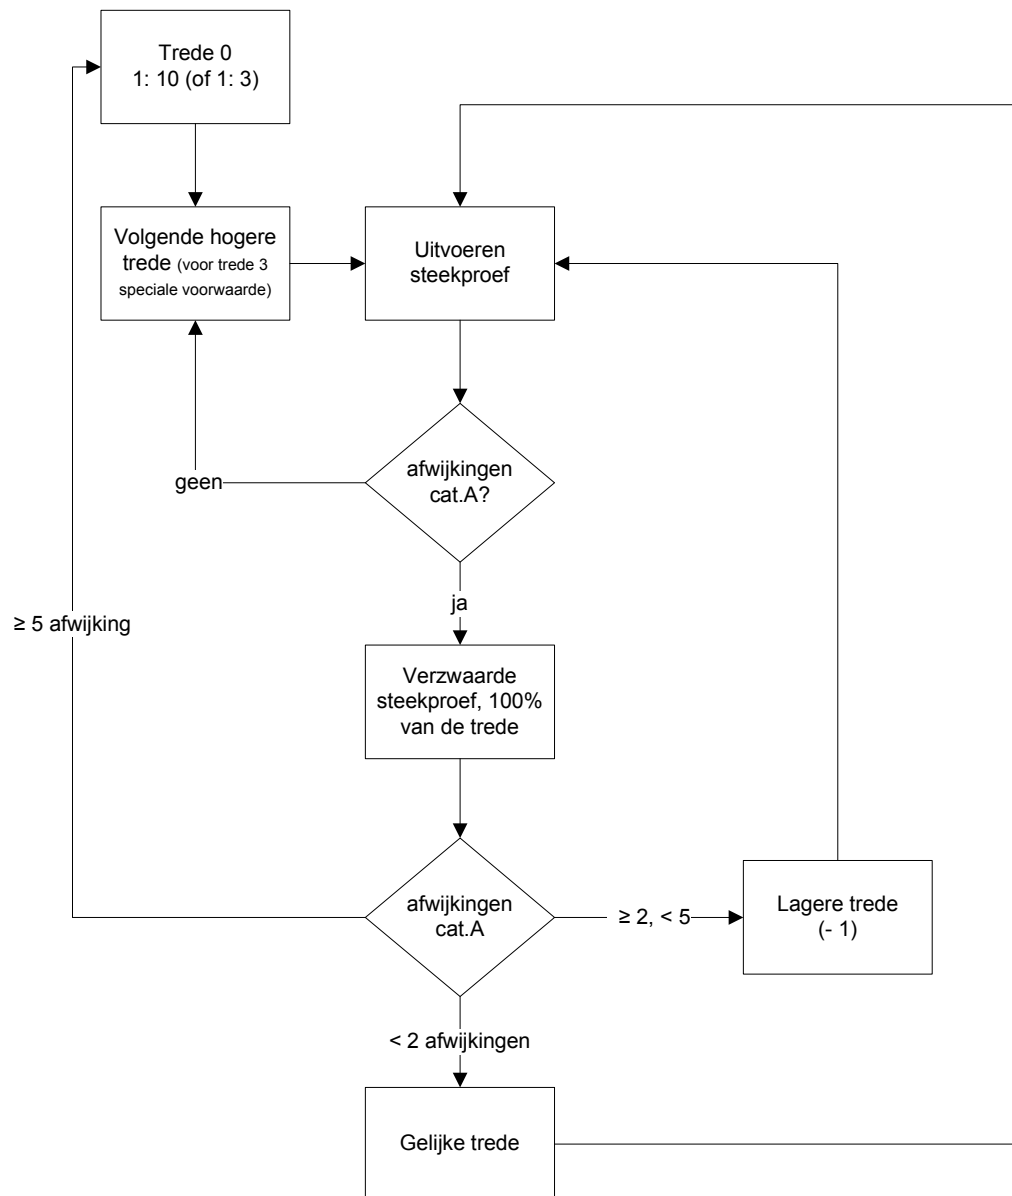 Trede 0
1: 10 (of 1: 3)
Volgende hogere
trede (voor trede 3
speciale voorwaarde)
Uitvoeren
steekproef
afwijkingen
cat.A?
geen
ja
≥ 5 afwijking
Verzwaarde
steekproef, 100%
van de trede
afwijkingen
cat.A
≥ 2, < 5
Lagere trede
(- 1)
< 2 afwijkingen
Gelijke trede